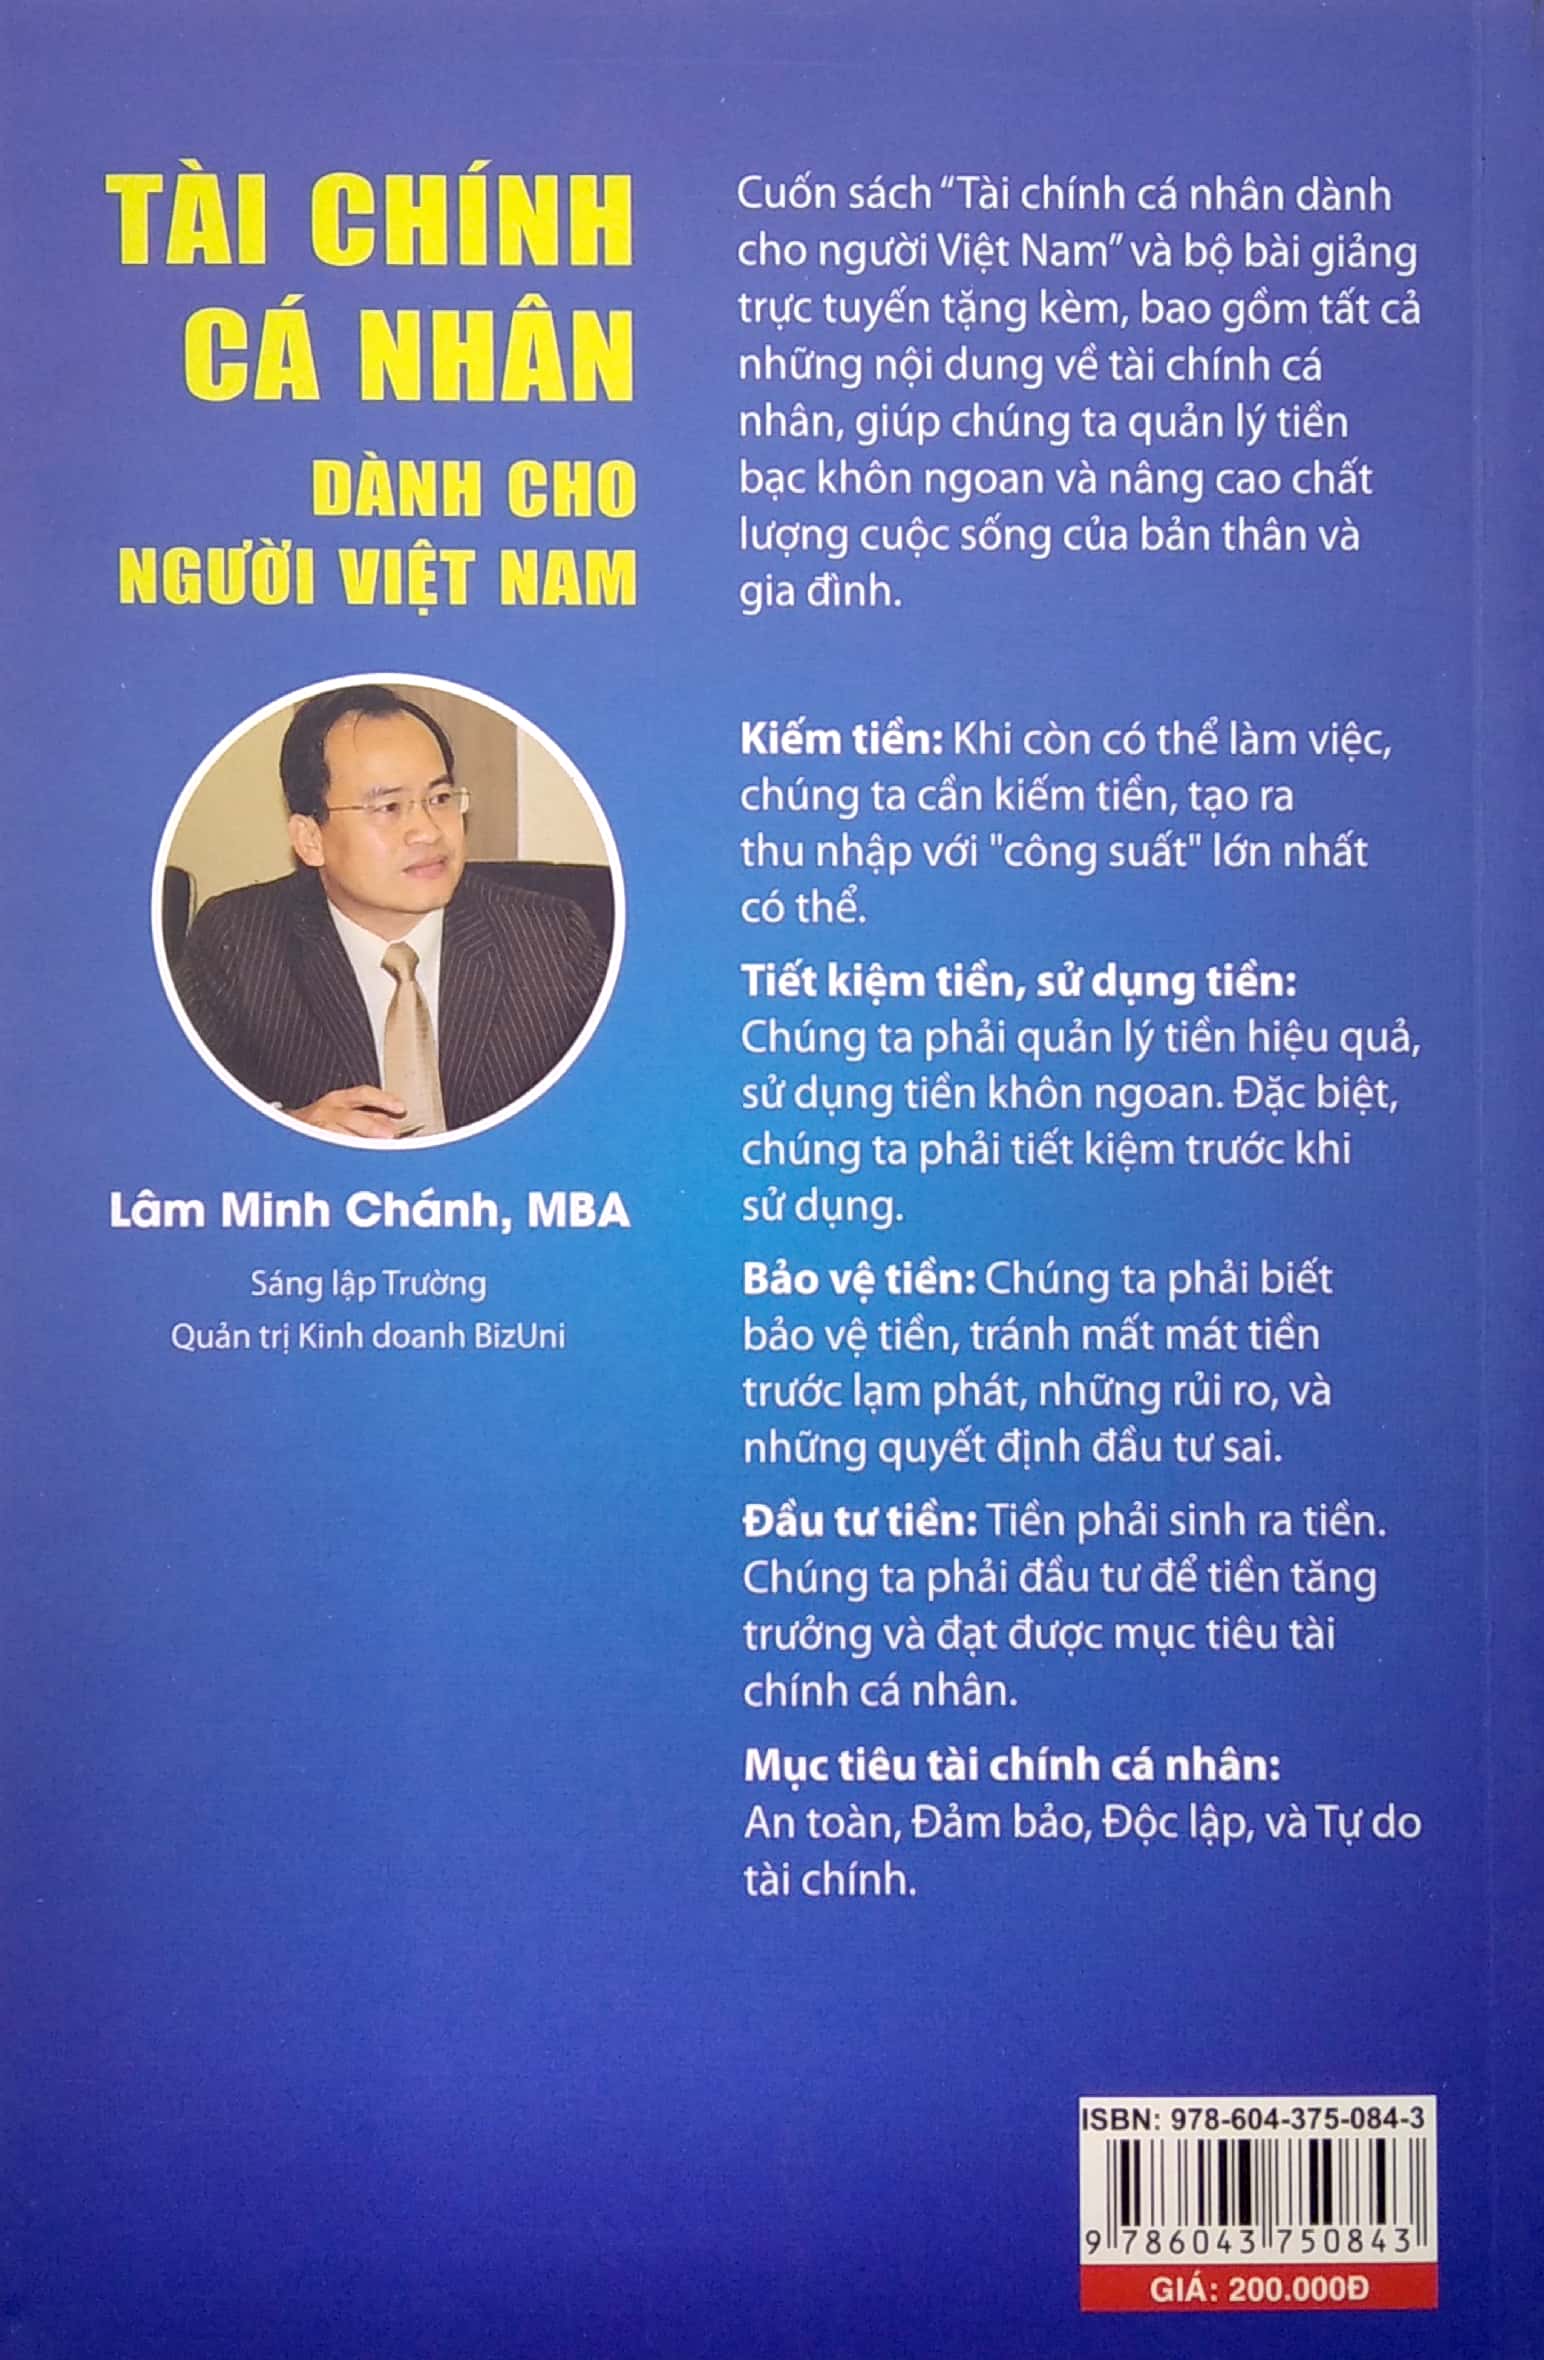 TÀI CHÍNH
CÁ NHÂN
DÀNH CHO
NGƯỜI VIỆT NAM
Lâm Minh Chánh, MBA
Sáng lập Trường
Quản trị Kinh doanh BizUni
Cuốn sách “Tài chính cá nhân dành
cho người Việt Nam” và bộ bài giảng
trực tuyến tặng kèm, bao gồm tất cả
những nội dung về tài chính cá
nhân, giúp chúng ta quản lý tiền
bạc khôn ngoan và nâng cao chất
lượng cuộc sống của bản thân và
gia đình.
Kiếm tiền: Khi còn có thể làm việc,
chúng ta cần kiếm tiền, tạo ra
thu nhập với "công suất" lớn nhất
có thể.
Tiết kiệm tiền, sử dụng tiền:
Chúng ta phải quản lý tiền hiệu quả,
sử dụng tiền khôn ngoan. Đặc biệt,
chúng ta phải tiết kiệm trước khi
sử dụng.
Bảo vệ tiền: Chúng ta phải biết
bảo vệ tiền, tránh mất mát tiền
trước lạm phát, những rủi ro, và
những quyết định đầu tư sai.
Đầu tư tiền: Tiền phải sinh ra tiền.
Chúng ta phải đầu tư để tiền tăng
trưởng và đạt được mục tiêu tài
chính cá nhân.
Mục tiêu tài chính cá nhân:
An toàn, Đảm bảo, Độc lập, và Tự do
tài chính.
ISBN: 978-604-375-084-3
9 786043 750843
GIÁ: 200.000Đ